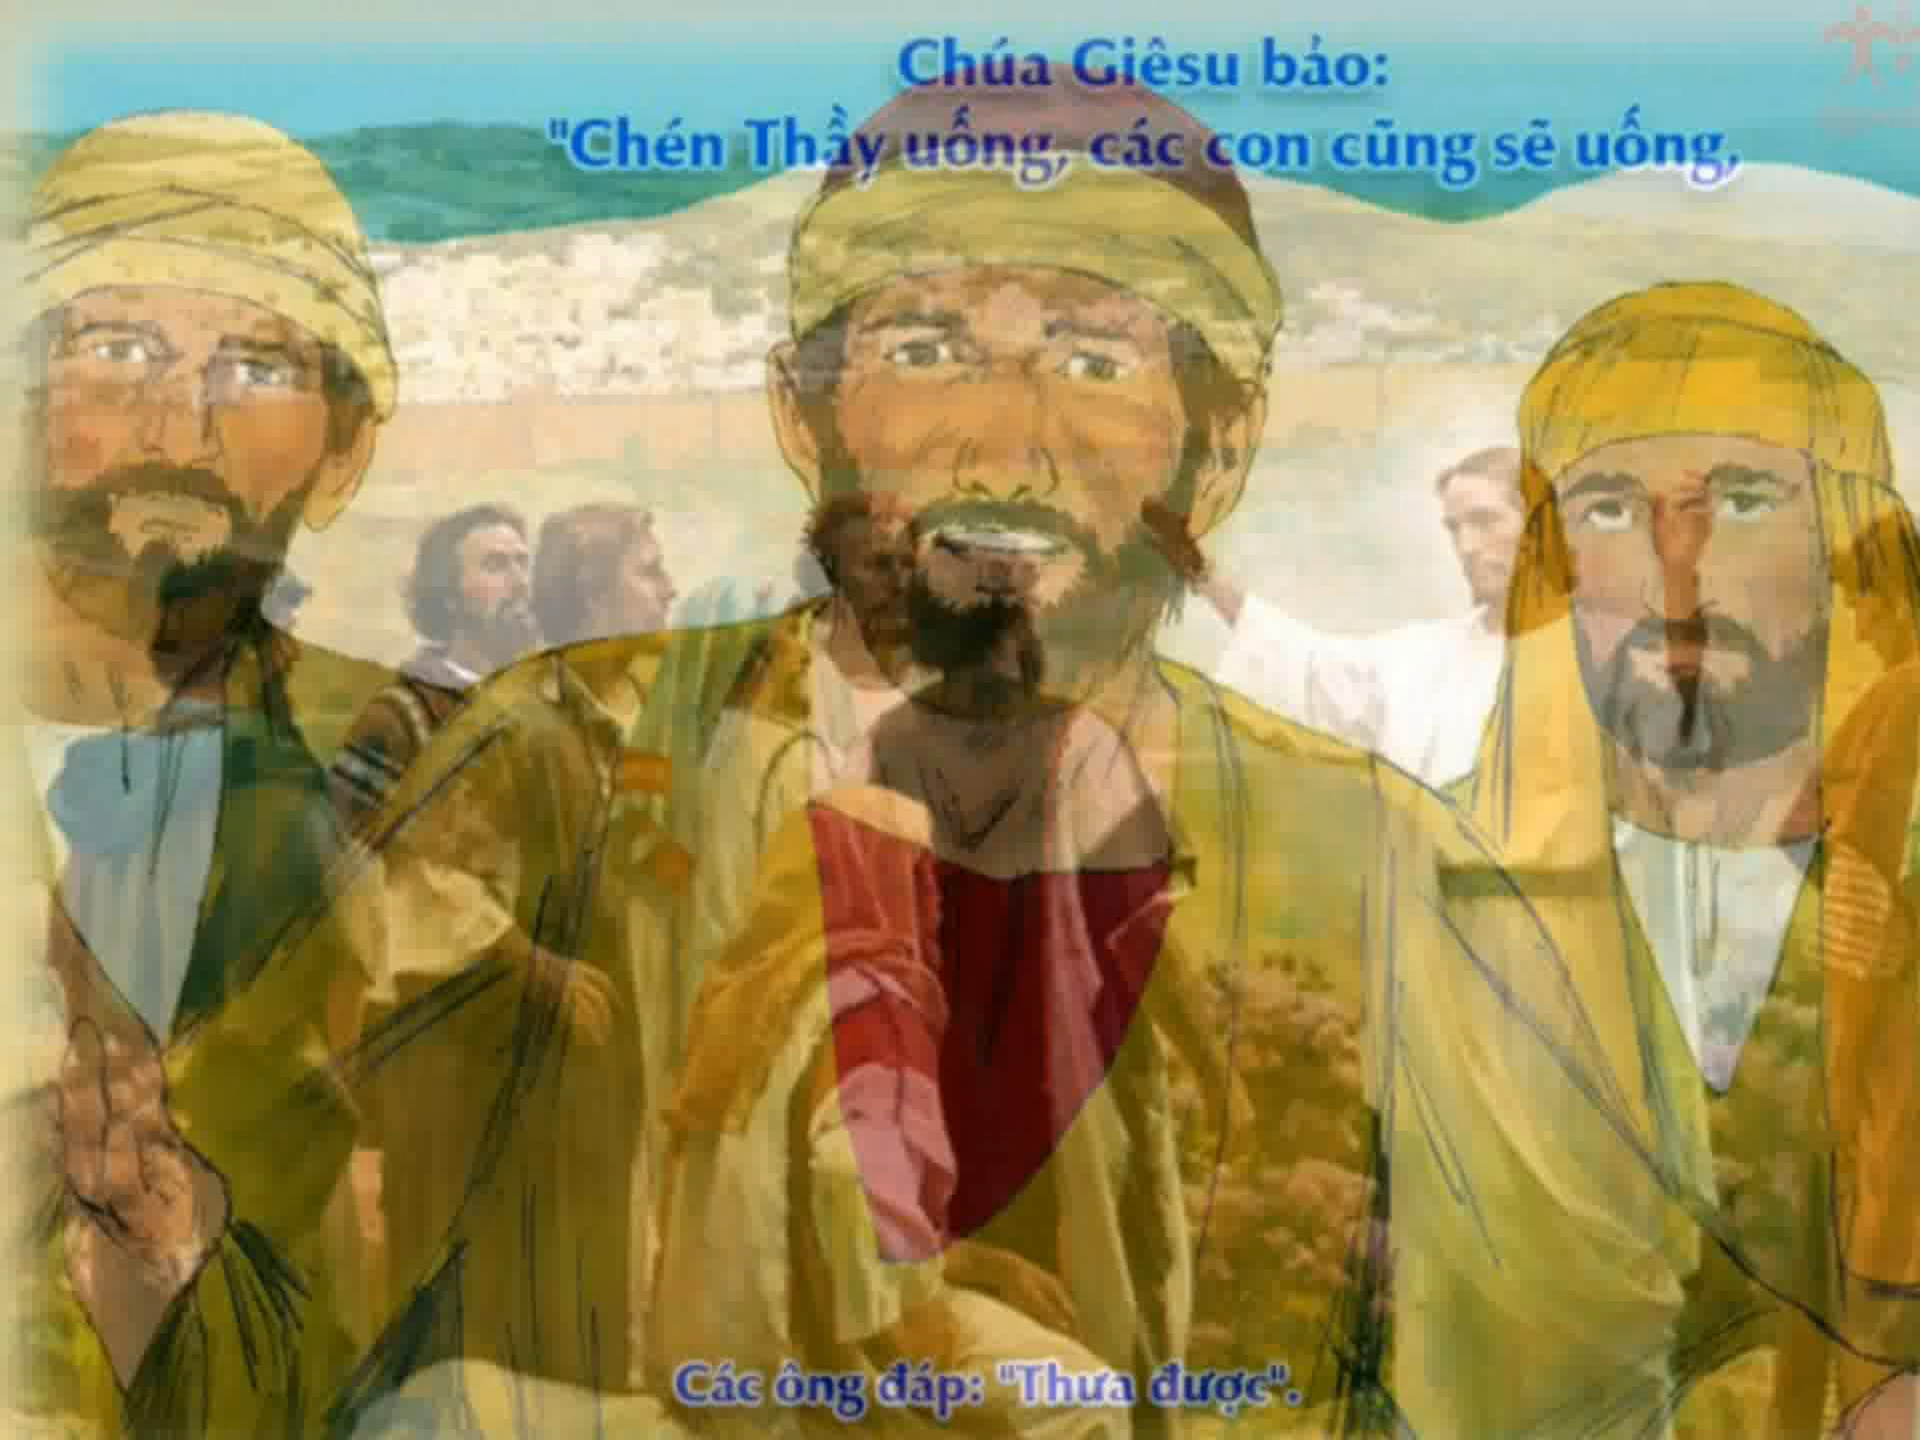 Chúa Giêsu bảo:
"Chén Thầy uống, các con cũng sẽ uống,
Các ông đáp: "Thưa được".